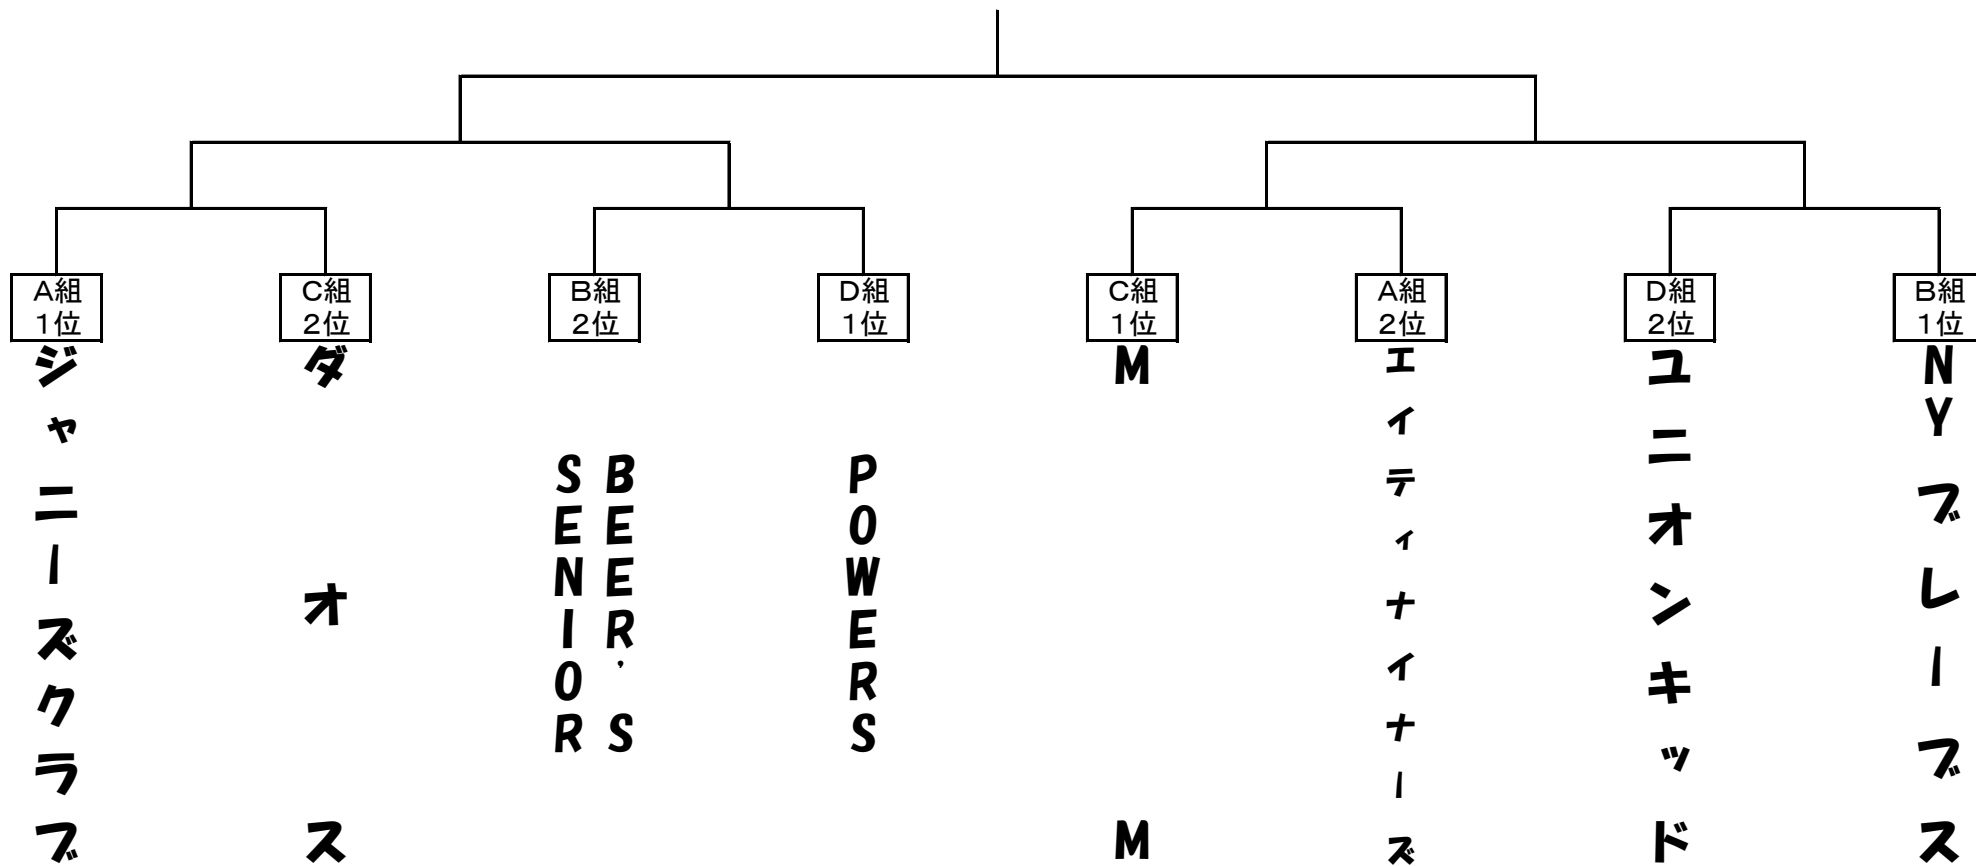 A組
1位
ジャニーズクラブ
C組
2位
ダオス
B組
2位
BEER'S
SENIOR
D組
1位
POWERS
C組
1位
MM
A組
2位
エイティナイナーズ
D組
2位
ユニオンキッド
B組
1位
NYブレーブス